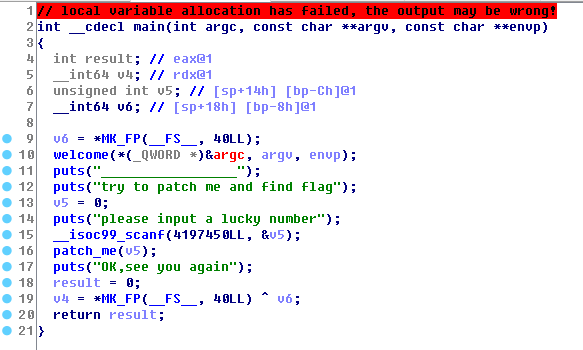 1 // local variable allocation has failed, the output may be wrong!
2 int __cdecl main(int argc, const char **argv, const char **envp)
3 {
4 int result; // eax@1
5 __int64 v4; // rdx@1
6 unsigned int v5; // [sp+14h] [bp-Ch]@1
7 __int64 v6; // [sp+18h] [bp-8h]@1
8
9 v6 = *MK_FP(__FS__, 40LL);
10 welcome(*(_QWORD *)&argc, argv, envp);
11 puts("__________________");
12 puts("try to patch me and find flag");
13 v5 = 0;
14 puts("please input a lucky number");
15 __isoc99_scanf(4197450LL, &v5);
16 patch_me(v5);
17 puts("OK,see you again");
18 result = 0;
19 v4 = *MK_FP(__FS__, 40LL) ^ v6;
20 return result;
21 }